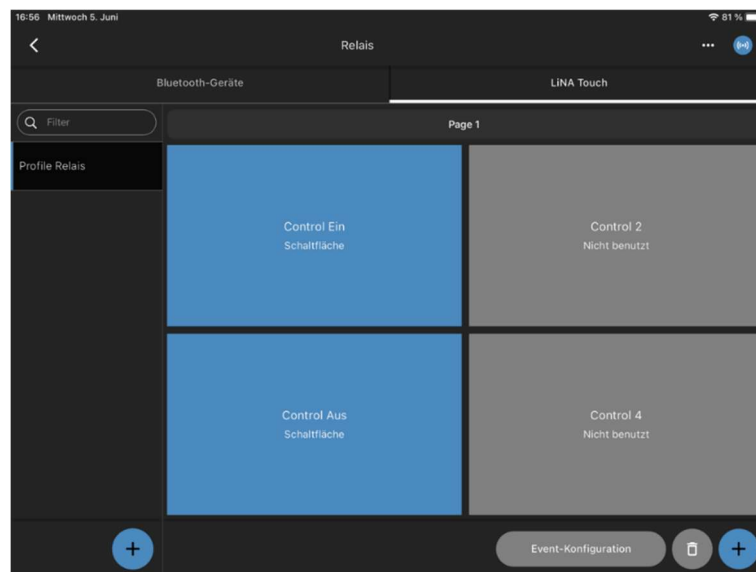 16:56 Mittwoch 5. Juni
81 %
Relais
Bluetooth-Geräte
LiNA Touch
Filter
Page 1
Profile Relais
Control Ein
Schaltfläche
Control 2
Nicht benutzt
Control Aus
Schaltfläche
Control 4
Nicht benutzt
Event-Konfiguration